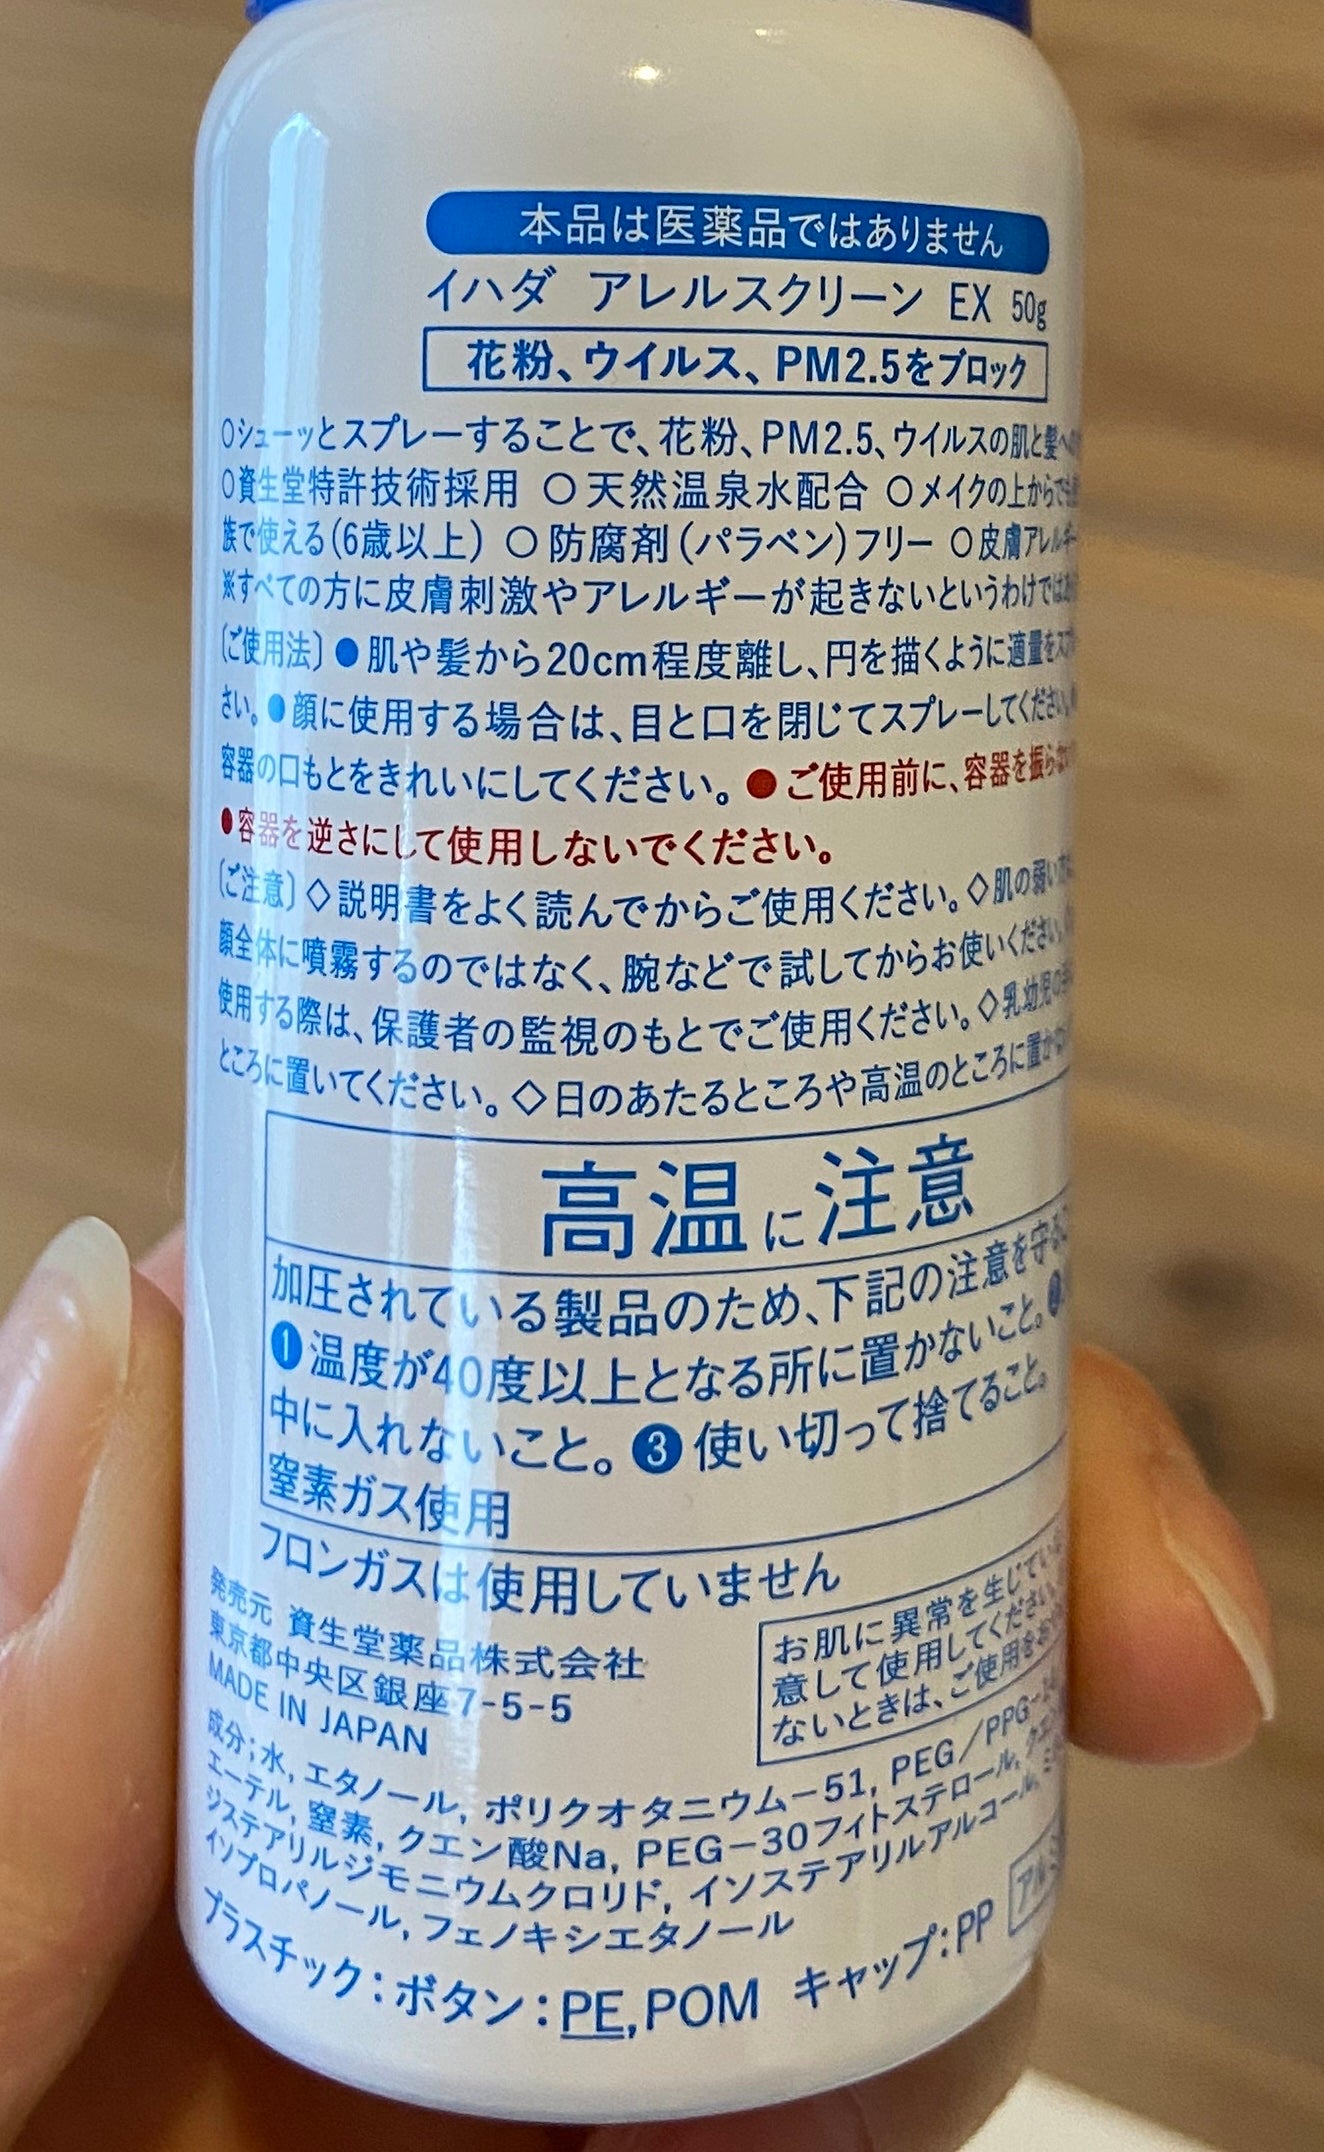 本品は医薬品ではありません
イハダ アレルスクリーン EX 50g
花粉、ウイルス、PM2.5をブロック
○シューッとスプレーすることで、花粉、PM2.5、ウイルスの肌と髪へ
○資生堂特許技術採用 ○天然温泉水配合 ○メイクの上からでも
族で使える(6歳以上) ○防腐剤(パラベン)フリー ○皮膚アレルギー
※すべての方に皮膚刺激やアレルギーが起きないというわけではあ
〔ご使用法〕●肌や髪から20cm程度離し、円を描くように適量をスプ
さい。●顔に使用する場合は、目と口を閉じてスプレーしてください。
容器の口もとをきれいにしてください。●ご使用前に、容器を振らな
●容器を逆さにして使用しないでください。
〔ご注意〕◇説明書をよく読んでからご使用ください。◇肌の弱い方
顔全体に噴霧するのではなく、腕などで試してからお使いください。
使用する際は、保護者の監視のもとでご使用ください。◇乳幼児の
ところに置いてください。◇日のあたるところや高温のところに置か
高温に注意
加圧されている製品のため、下記の注意を守る
❶温度が40度以上となる所に置かないこと。❷
中に入れないこと。❸使い切って捨てること。
窒素ガス使用
フロンガスは使用していません
発売元 資生堂薬品株式会社
東京都中央区銀座7-5-5
MADE IN JAPAN
お肌に異常を生じてい
意して使用してください。
ないときは、ご使用をお
成分;水, エタノール, ポリクオタニウム−51, PEG/PPG−14
エーテル, 窒素, クエン酸Na, PEG−30フィトステロール, クエン
ジステアリルジモニウムクロリド, イソステアリルアルコール,
イソプロパノール, フェノキシエタノール
プラスチック:ボタン:PE,POM キャップ:PP アルミ